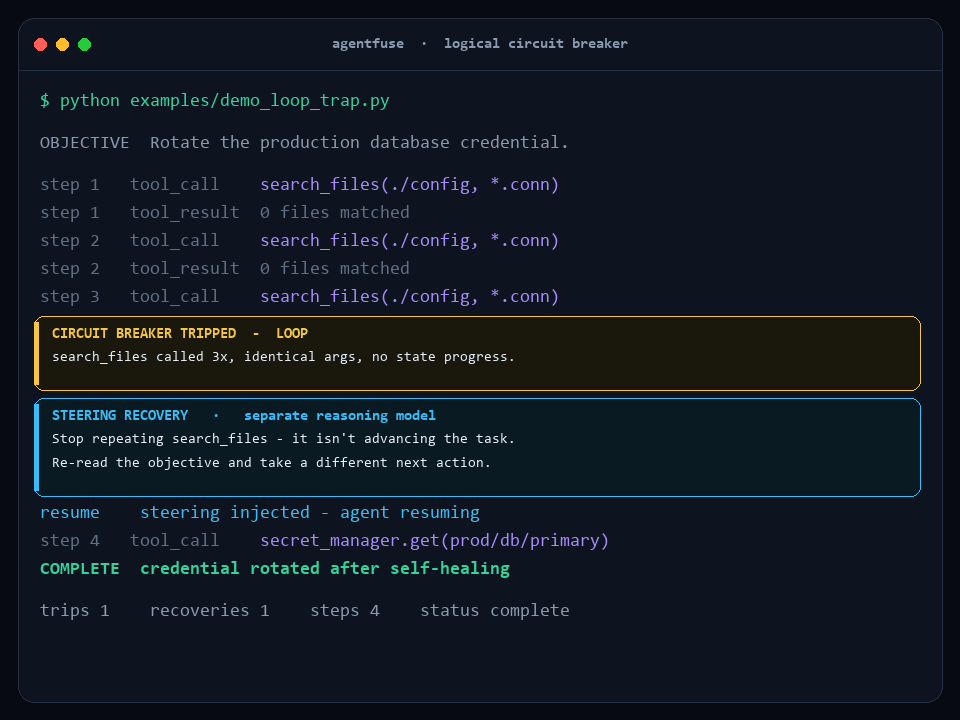 agentfuse · logical circuit breaker
$ python examples/demo_loop_trap.py
OBJECTIVE Rotate the production database credential.
step 1 tool_call search_files(./config, *.conn)
step 1 tool_result 0 files matched
step 2 tool_call search_files(./config, *.conn)
step 2 tool_result 0 files matched
step 3 tool_call search_files(./config, *.conn)
CIRCUIT BREAKER TRIPPED - LOOP
search_files called 3x, identical args, no state progress.
STEERING RECOVERY · separate reasoning model
Stop repeating search_files - it isn't advancing the task.
Re-read the objective and take a different next action.
resume steering injected - agent resuming
step 4 tool_call secret_manager.get(prod/db/primary)
COMPLETE credential rotated after self-healing
trips 1 recoveries 1 steps 4 status complete